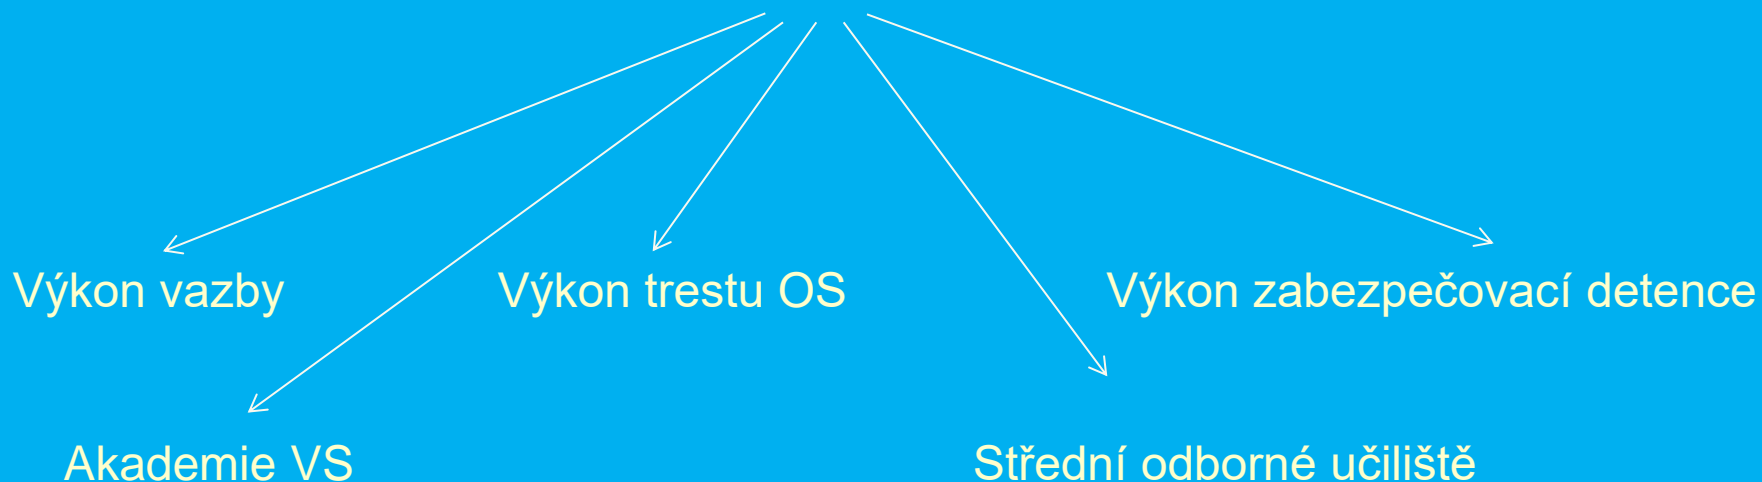 Výkon vazby
Výkon trestu OS
Výkon zabezpečovací detence
Akademie VS
Střední odborné učiliště